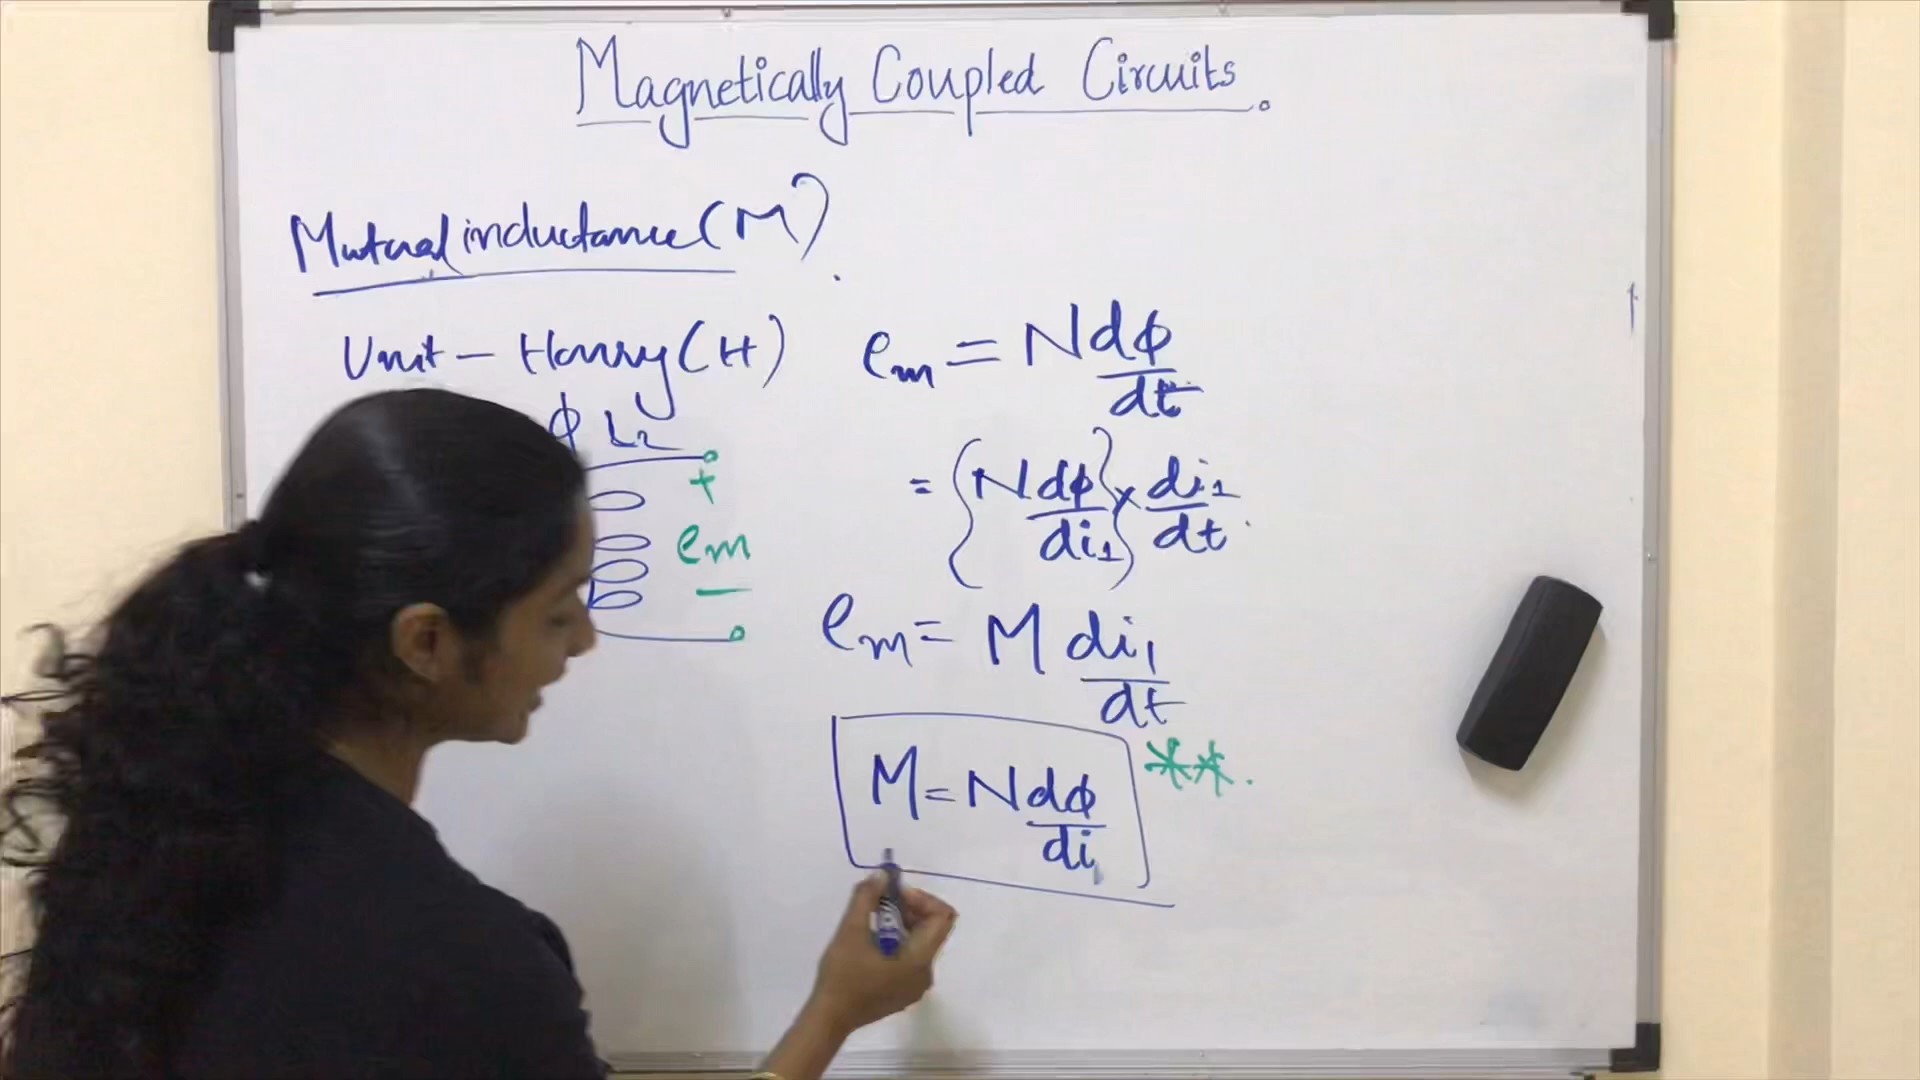 Magnetically Coupled Circuits.
Mutual inductance (M).
Unit - Henry (H)
ϕ L2
+
em
-
em = N dϕ/dt
= {N dϕ/di1} × di1/dt.
em = M di1/dt
M = N dϕ/di1 **.